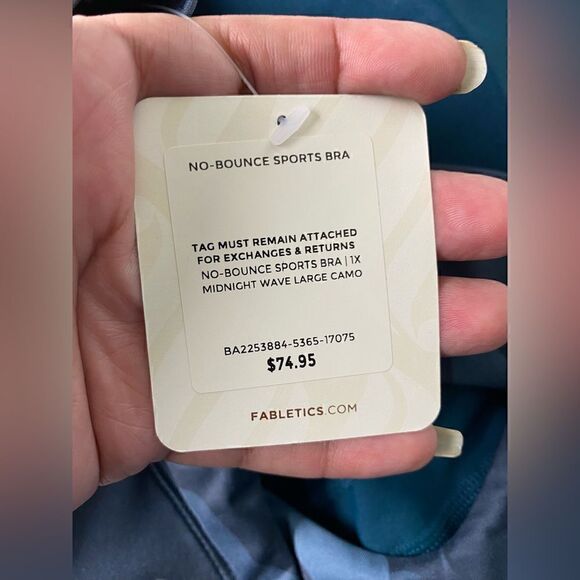 NO-BOUNCE SPORTS BRA
TAG MUST REMAIN ATTACHED
FOR EXCHANGES & RETURNS
NO-BOUNCE SPORTS BRA | 1X
MIDNIGHT WAVE LARGE CAMO
BA2253884-5365-17075
$74.95
FABLETICS.COM